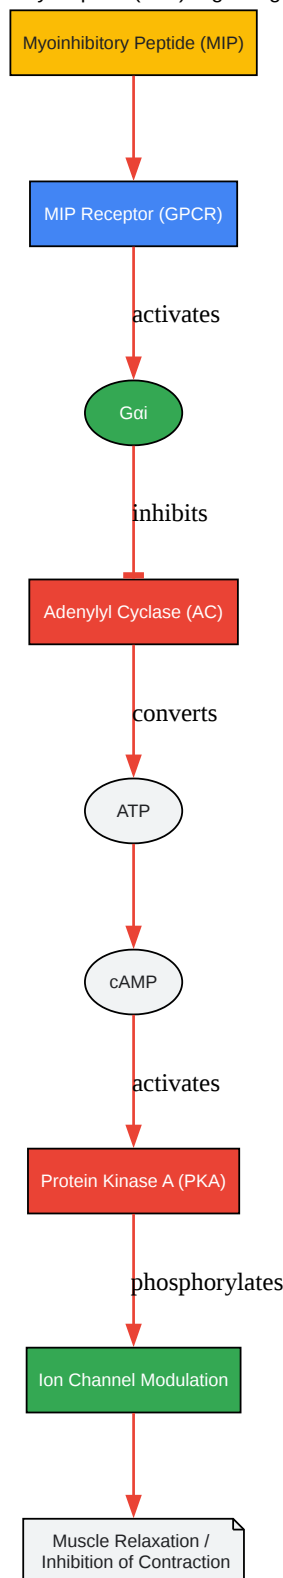 Myoinhibitory Peptide (MIP)
MIP Receptor (GPCR)
activates
Gαi
inhibits
Adenylyl Cyclase (AC)
converts
ATP
cAMP
activates
Protein Kinase A (PKA)
phosphorylates
Ion Channel Modulation
Muscle Relaxation /
Inhibition of Contraction